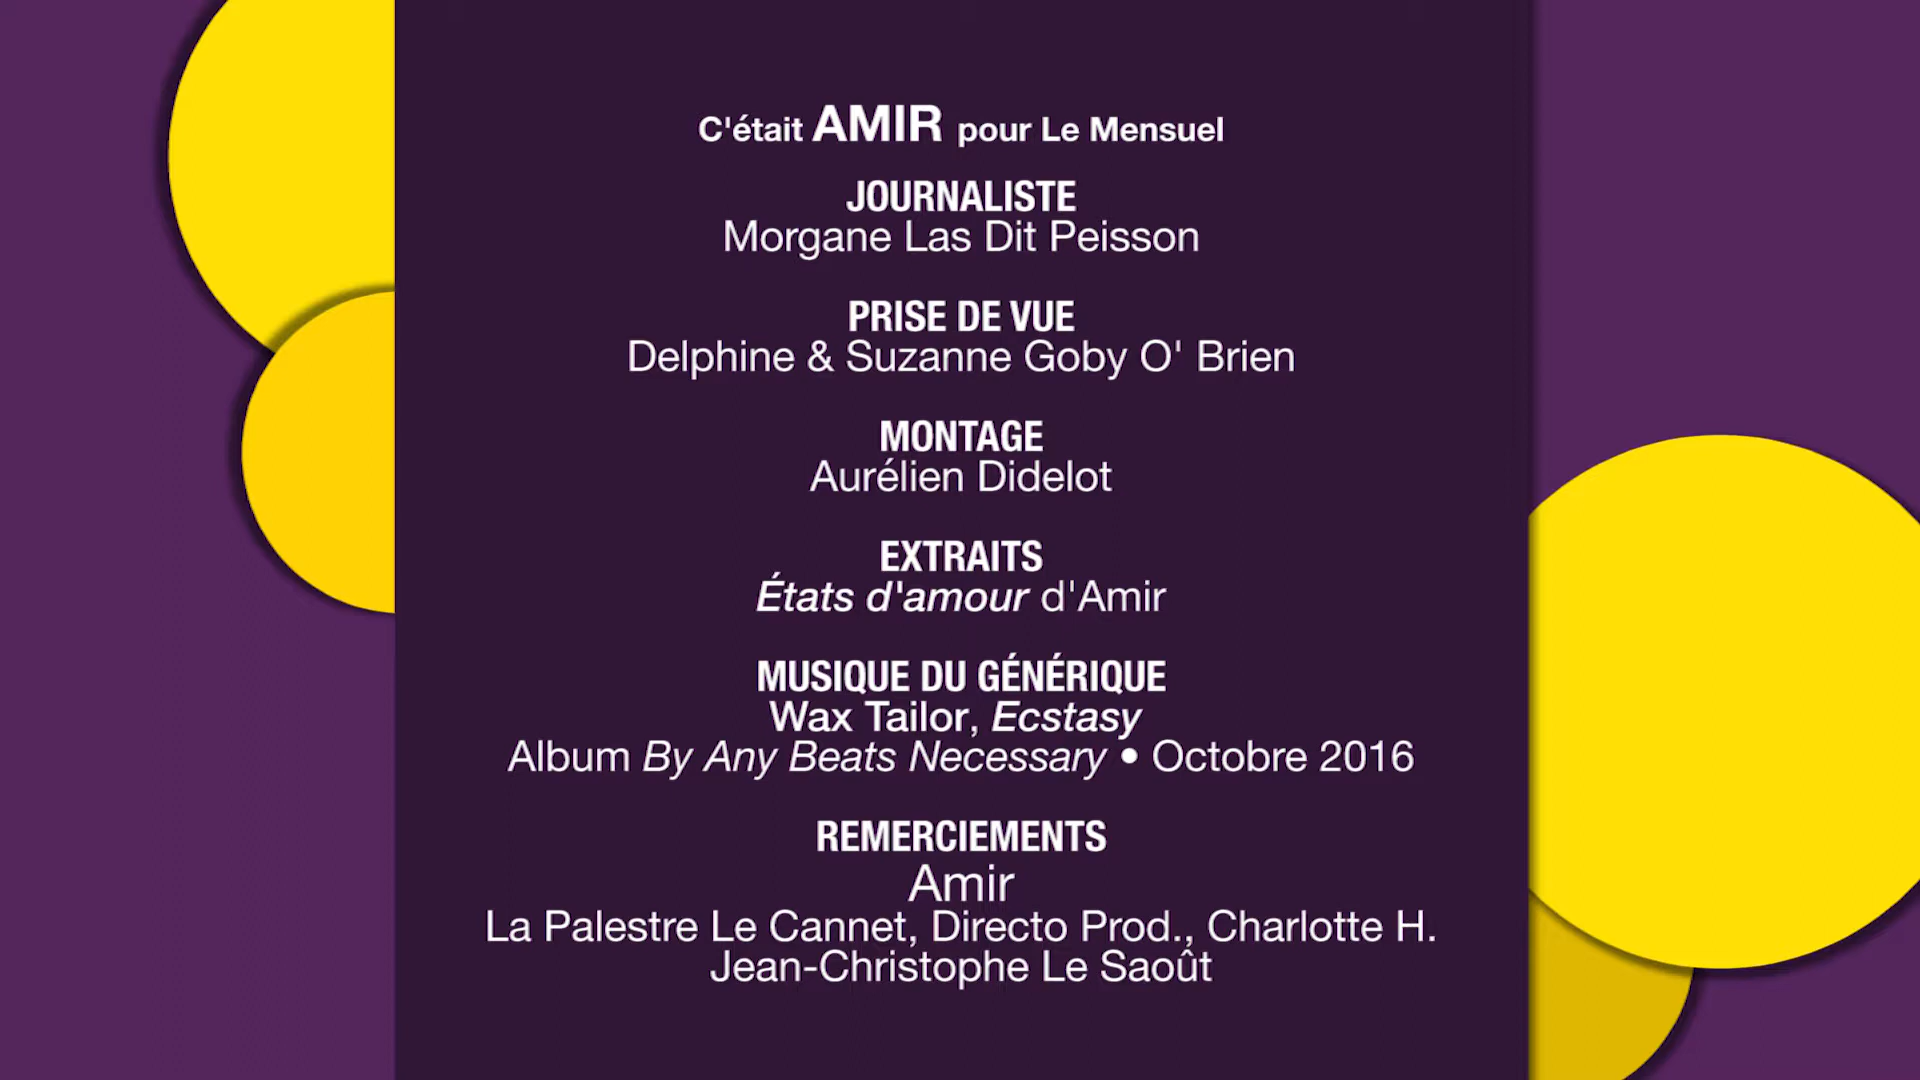 C'était AMIR pour Le Mensuel
JOURNALISTE
Morgane Las Dit Peisson
PRISE DE VUE
Delphine & Suzanne Goby O' Brien
MONTAGE
Aurélien Didelot
EXTRAITS
États d'amour d'Amir
MUSIQUE DU GÉNÉRIQUE
Wax Tailor, Ecstasy
Album By Any Beats Necessary • Octobre 2016
REMERCIEMENTS
Amir
La Palestre Le Cannet, Directo Prod., Charlotte H.
Jean-Christophe Le Saoût